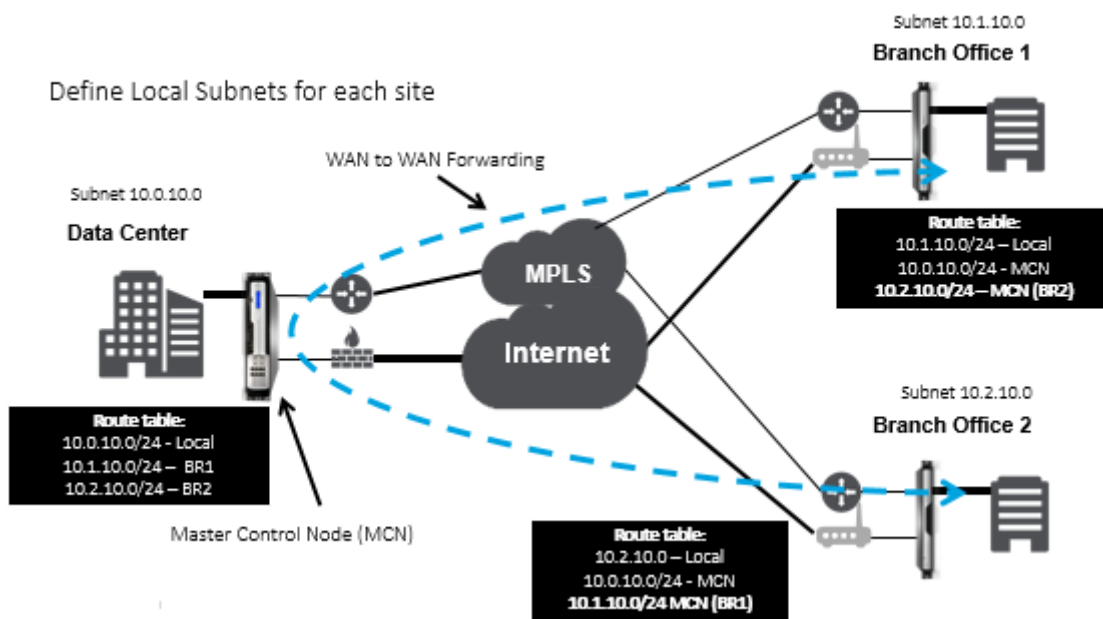 Define Local Subnets for each site
WAN to WAN Forwarding
Subnet 10.0.10.0
Data Center
Route table:
10.0.10.0/24 - Local
10.1.10.0/24 – BR1
10.2.10.0/24 – BR2
Master Control Node (MCN)
MPLS
Internet
Subnet 10.1.10.0
Branch Office 1
Route table:
10.1.10.0/24 – Local
10.0.10.0/24 - MCN
10.2.10.0/24 – MCN (BR2)
Subnet 10.2.10.0
Branch Office 2
Route table:
10.2.10.0 – Local
10.0.10.0/24 - MCN
10.1.10.0/24 MCN (BR1)